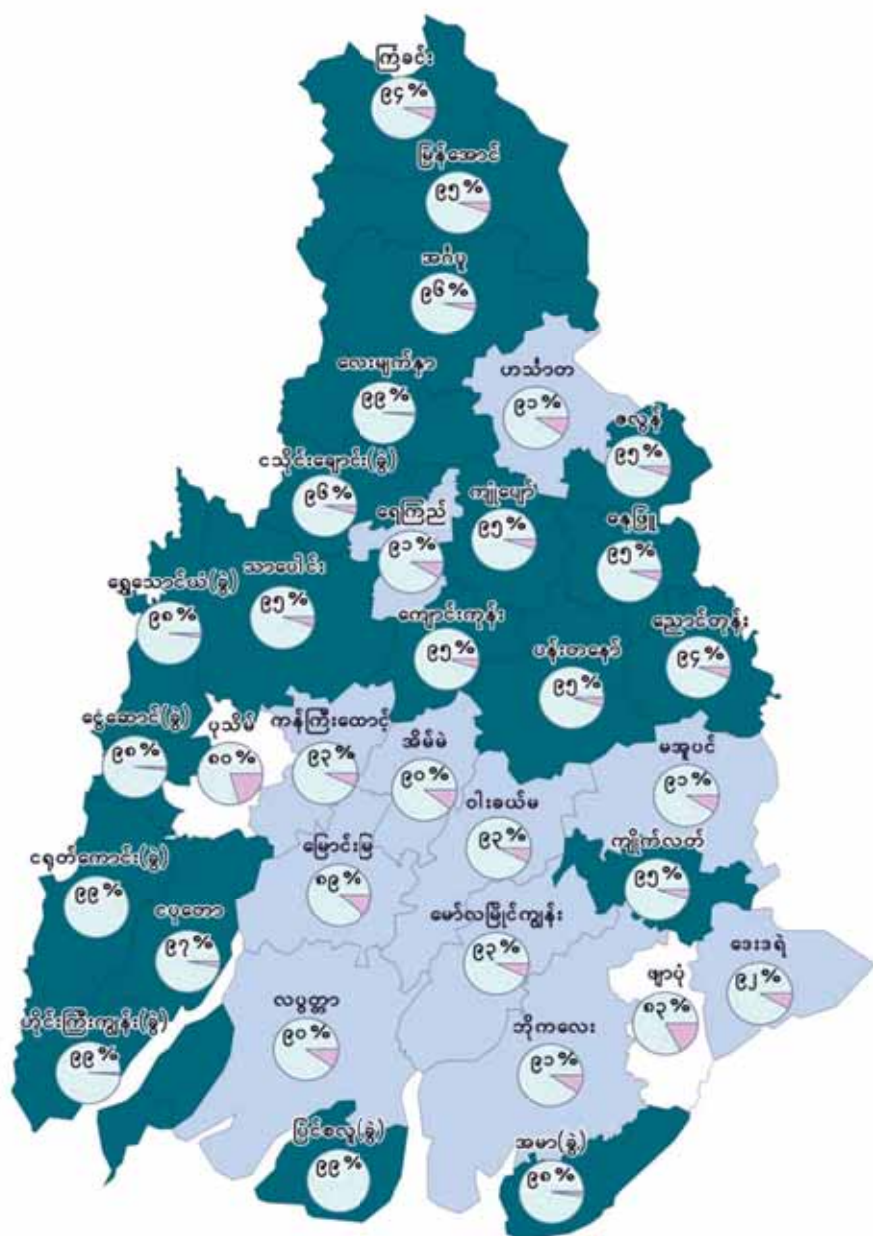 ကြံခင်း
၉၄%
မြန်အောင်
၉၅%
အင်္ဂပူ
၉၆%
လေးမျက်နှာ
၉၉%
ဟင်္သာတ
၉၁%
ဇလွန်
၉၅%
ငသိုင်းချောင်း(ခွဲ)
၉၆%
ရေကြည်
၉၁%
ကျုံပျော်
၉၅%
ဓနုဖြူ
၉၅%
ရွှေသောင်ယံ(ခွဲ)
၉၈%
သာပေါင်း
၉၅%
ကျောင်းကုန်း
၉၅%
ပန်းတနော်
၉၅%
ညောင်တုန်း
၉၄%
ငွေဆောင်(ခွဲ)
၉၈%
ပုသိမ်
၈၀%
ကန်ကြီးထောင့်
၉၃%
အိမ်မဲ
၉၀%
ဝါးခယ်မ
၉၃%
မအူပင်
၉၁%
ငရုတ်ကောင်း(ခွဲ)
၉၉%
မြောင်းမြ
၈၉%
ကျိုက်လတ်
၉၅%
ငပုတော
၉၇%
မော်လမြိုင်ကျွန်း
၉၃%
ဒေးဒရဲ
၉၂%
ဖျာပုံ
၈၃%
ဟိုင်းကြီးကျွန်း(ခွဲ)
၉၉%
လပွတ္တာ
၉၀%
ဘိုကလေး
၉၁%
ပြင်စလူ(ခွဲ)
၉၉%
အမာ(ခွဲ)
၉၈%